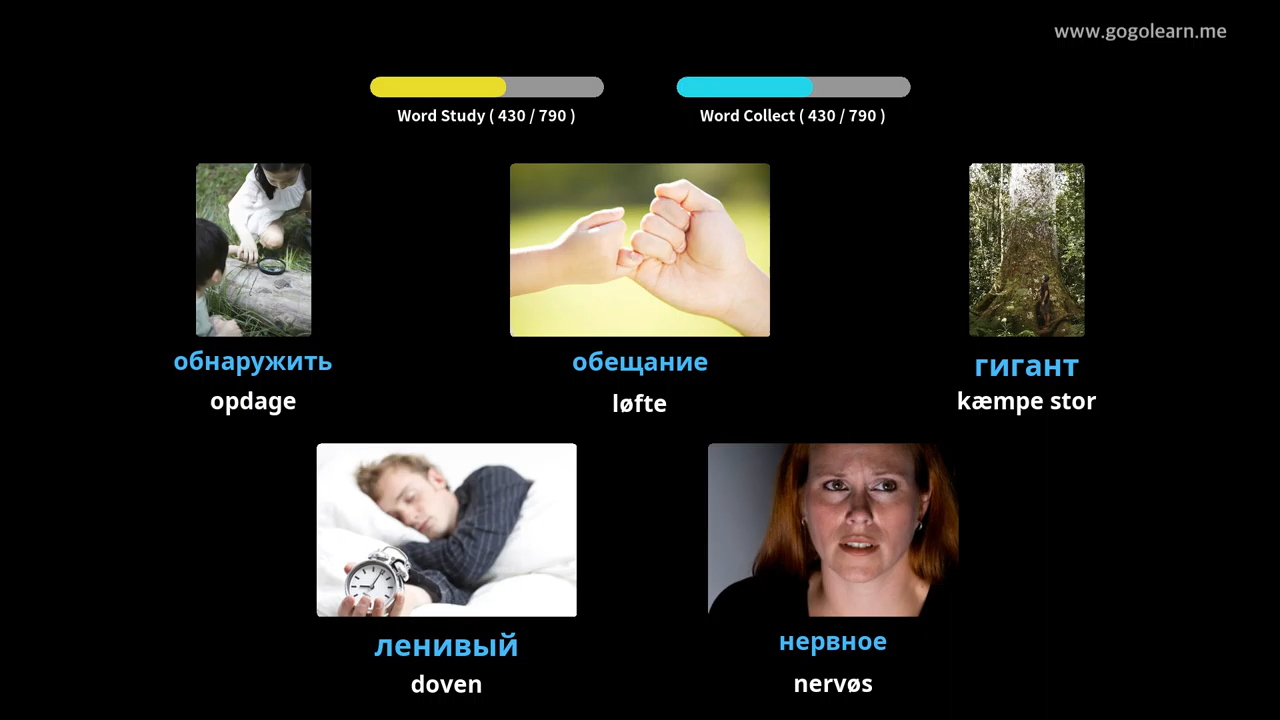 www.gogolearn.me
Word Study ( 430 / 790 )
Word Collect ( 430 / 790 )
обнаружить
opdage
обещание
løfte
гигант
kæmpe stor
ленивый
doven
нервное
nervøs